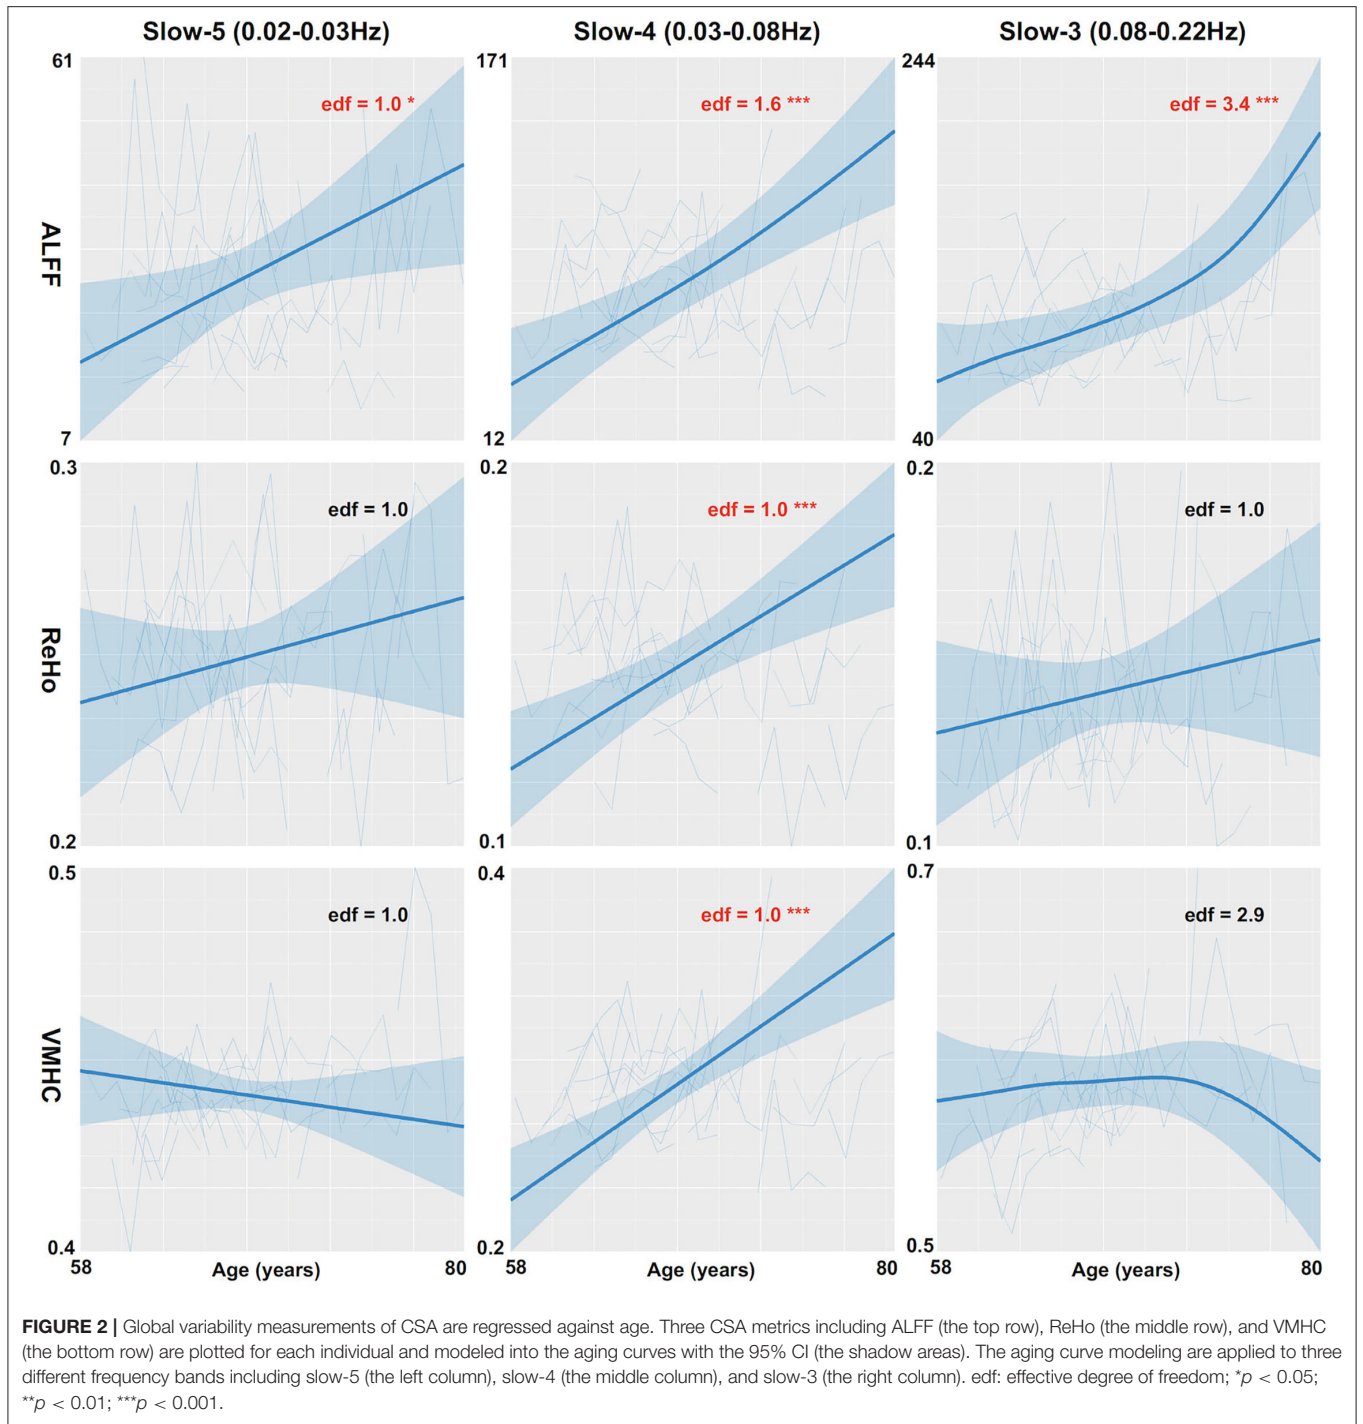 Slow-5 (0.02-0.03Hz)
Slow-4 (0.03-0.08Hz)
Slow-3 (0.08-0.22Hz)
ALFF
61
7
edf = 1.0 *
171
12
edf = 1.6 ***
244
40
edf = 3.4 ***
ReHo
0.3
0.2
edf = 1.0
0.2
0.1
edf = 1.0 ***
0.2
0.1
edf = 1.0
VMHC
0.5
0.4
edf = 1.0
0.4
0.2
edf = 1.0 ***
0.7
0.5
edf = 2.9
58 Age (years) 80
58 Age (years) 80
58 Age (years) 80
FIGURE 2 | Global variability measurements of CSA are regressed against age. Three CSA metrics including ALFF (the top row), ReHo (the middle row), and VMHC
(the bottom row) are plotted for each individual and modeled into the aging curves with the 95% CI (the shadow areas). The aging curve modeling are applied to three
different frequency bands including slow-5 (the left column), slow-4 (the middle column), and slow-3 (the right column). edf: effective degree of freedom; *p < 0.05;
**p < 0.01; ***p < 0.001.